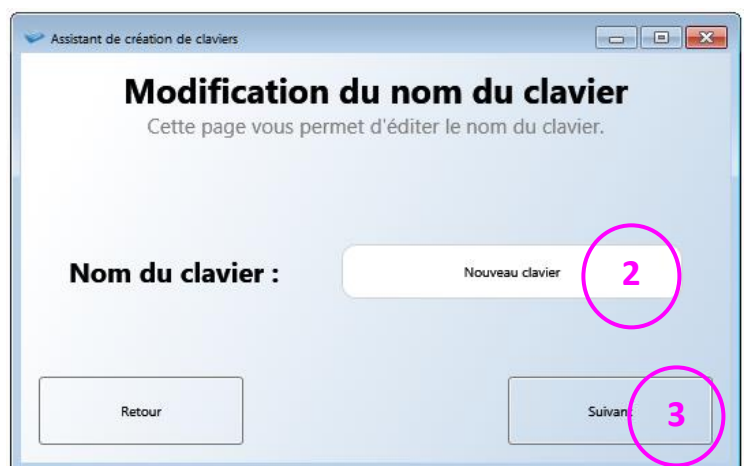 Assistant de création de claviers
Modification du nom du clavier
Cette page vous permet d'éditer le nom du clavier.
Nom du clavier : Nouveau clavier 2
Retour Suivant 3